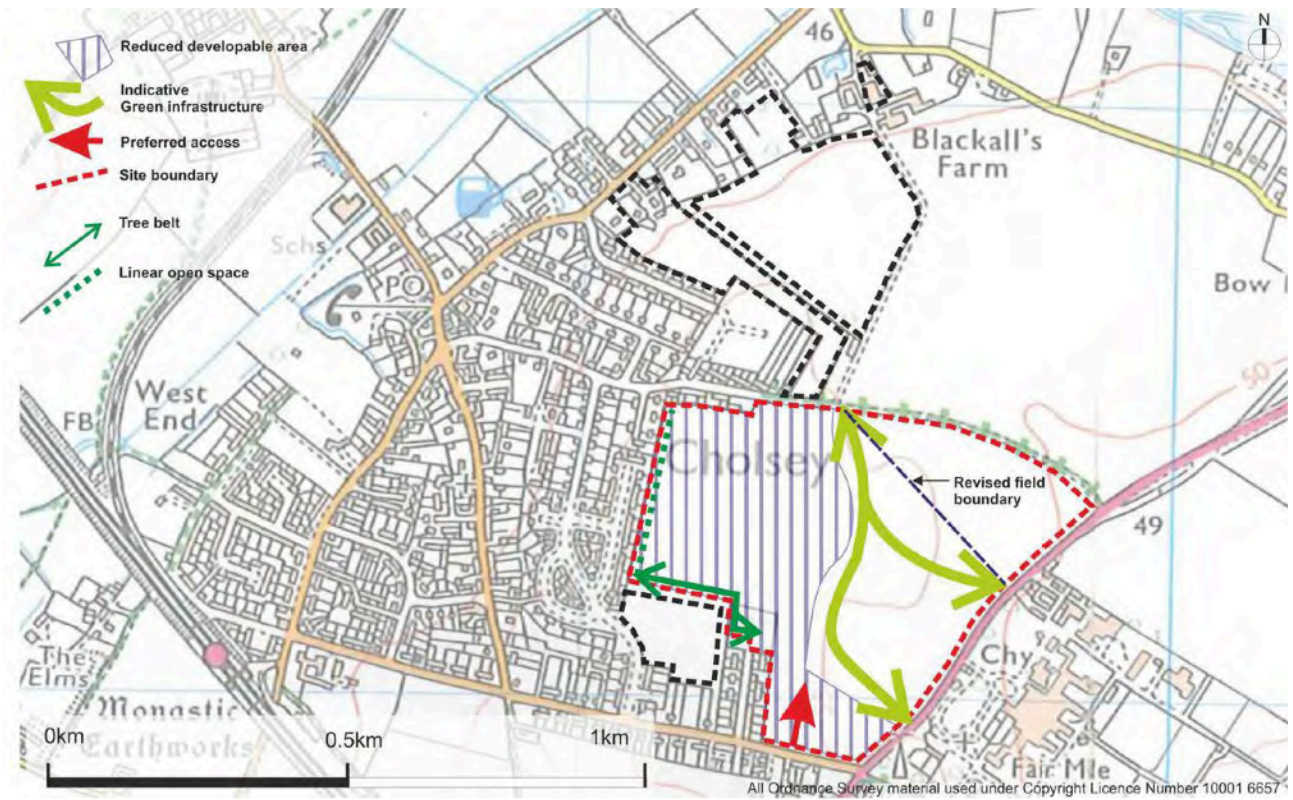 Reduced developable area
Indicative
Green infrastructure
Preferred access
Site boundary
Tree belt
Linear open space
N
46
Blackall's
Farm
Schs
PO
Bow
West
End
FB
50
Cholsey
Revised field
boundary
49
The
Elms
Chy
Monastic
Earthworks
Fair Mle
0km
0.5km
1km
All Ordnance Survey material used under Copyright Licence Number 10001 6657